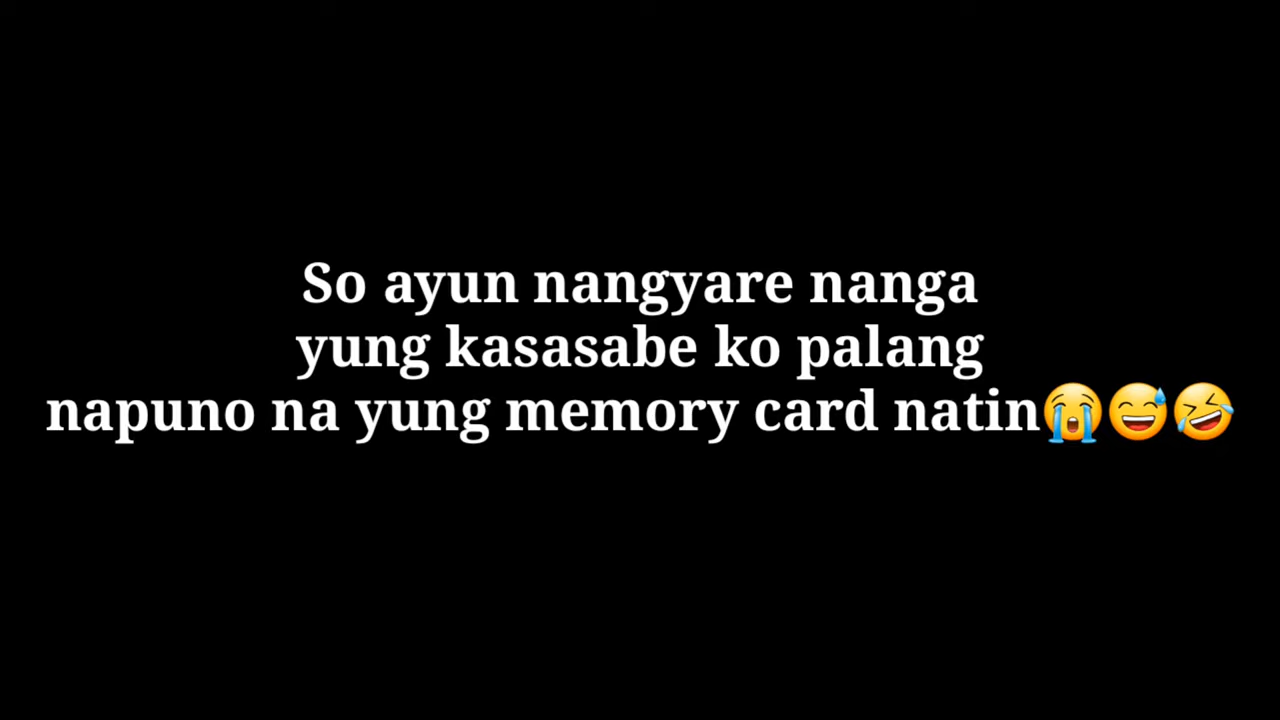 So ayun nangyare nanga
yung kasasabe ko palang
napuno na yung memory card natin😭😅🤣